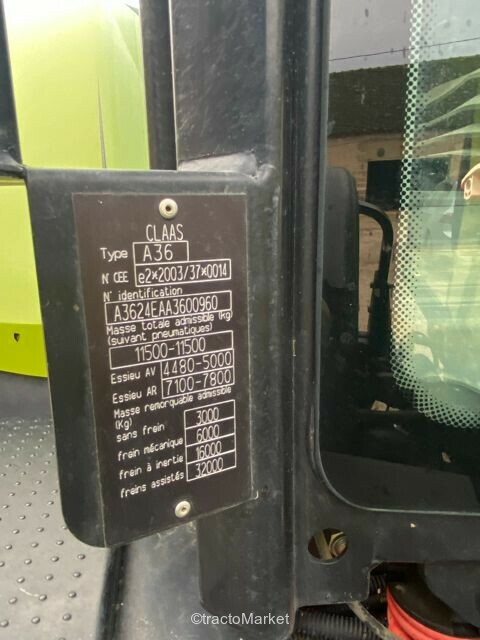 CLAAS
Type A36
N° CEE e2*2003/37*0014
N° identification
A3624EAA3600960
Masse totale admissible (kg)
(suivant pneumatiques)
11500-11500
Essieu AV 4480-5000
Essieu AR 7100-7800
Masse remorquable admissible
(Kg)
sans frein 3000
frein mécanique 6000
frein à inertie 16000
freins assistés 32000
©tractoMarket